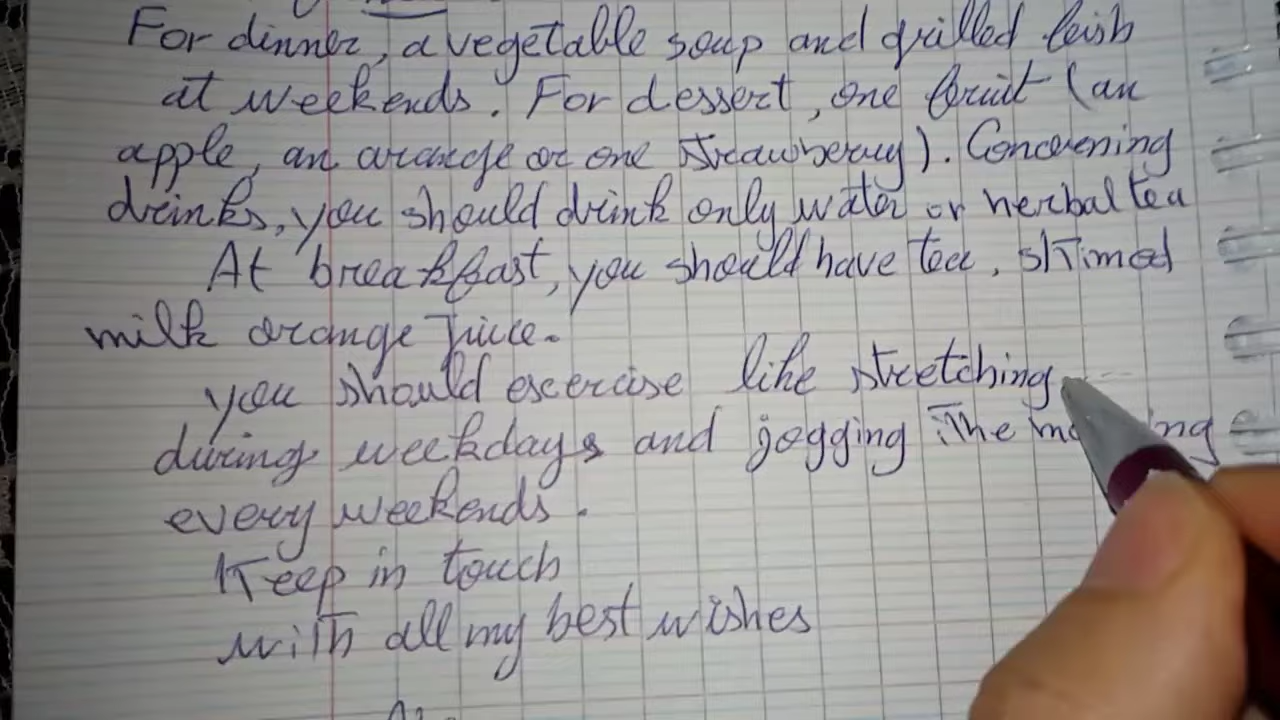 For dinner, a vegetable soup and grilled fish
at weekends. For dessert, one fruit (an
apple, an orange or one strawberry). Concerning
drinks, you should drink only water or herbal tea
At breakfast, you should have tea, skimed
milk orange juice.
you should exercise like stretching
during weekdays and jogging the
every weekends.
Keep in touch
with all my best wishes